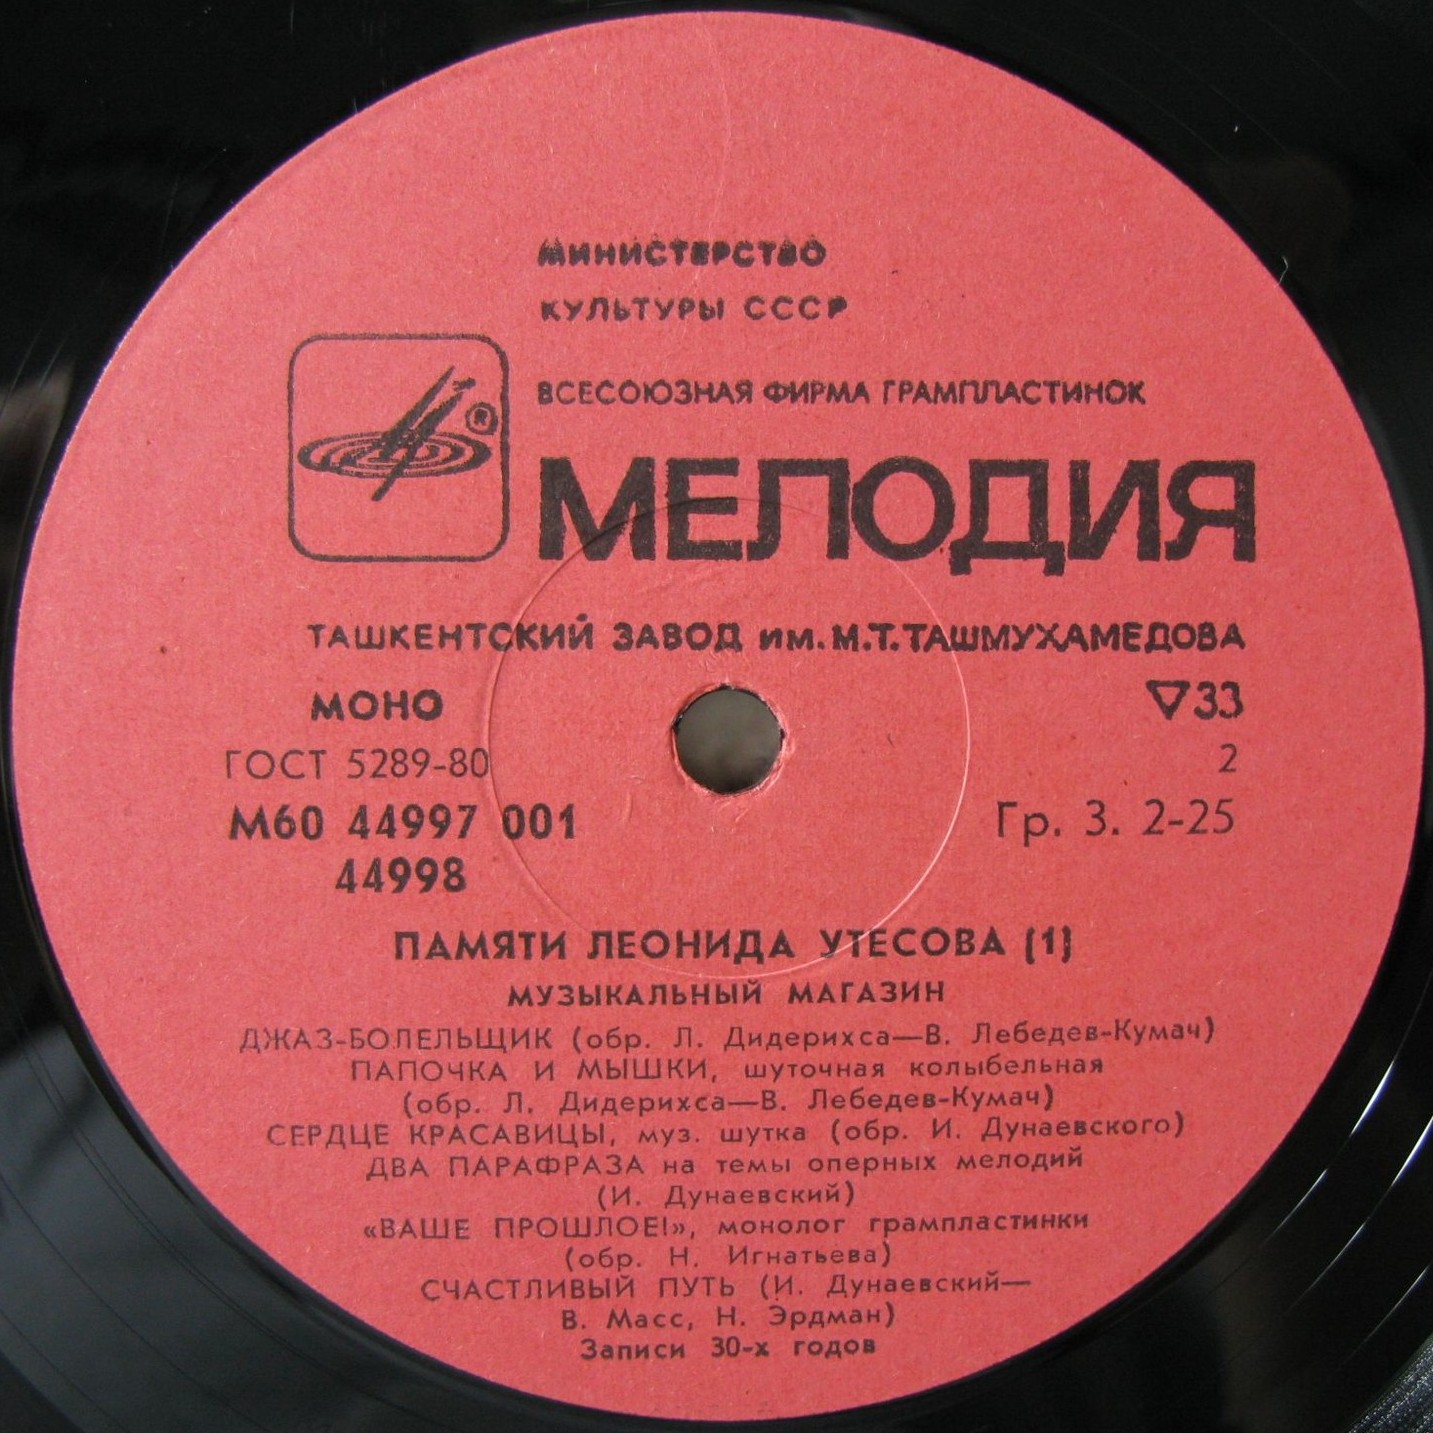 МИНИСТЕРСТВО
КУЛЬТУРЫ СССР
ВСЕСОЮЗНАЯ ФИРМА ГРАМПЛАСТИНОК
®
МЕЛОДИЯ
ТАШКЕНТСКИЙ ЗАВОД им. М.Т.ТАШМУХАМЕДОВА
МОНО ▽33
ГОСТ 5289-80 2
М60 44997 001 Гр. 3. 2-25
44998
ПАМЯТИ ЛЕОНИДА УТЕСОВА (1)
МУЗЫКАЛЬНЫЙ МАГАЗИН
ДЖАЗ-БОЛЕЛЬЩИК (обр. Л. Дидерихса—В. Лебедев-Кумач)
ПАПОЧКА И МЫШКИ, шуточная колыбельная
(обр. Л. Дидерихса—В. Лебедев-Кумач)
СЕРДЦЕ КРАСАВИЦЫ, муз. шутка (обр. И. Дунаевского)
ДВА ПАРАФРАЗА на темы оперных мелодий
(И. Дунаевский)
«ВАШЕ ПРОШЛОЕ!», монолог грампластинки
(обр. Н. Игнатьева)
СЧАСТЛИВЫЙ ПУТЬ (И. Дунаевский—
В. Масс, Н. Эрдман)
Записи 30-х годов